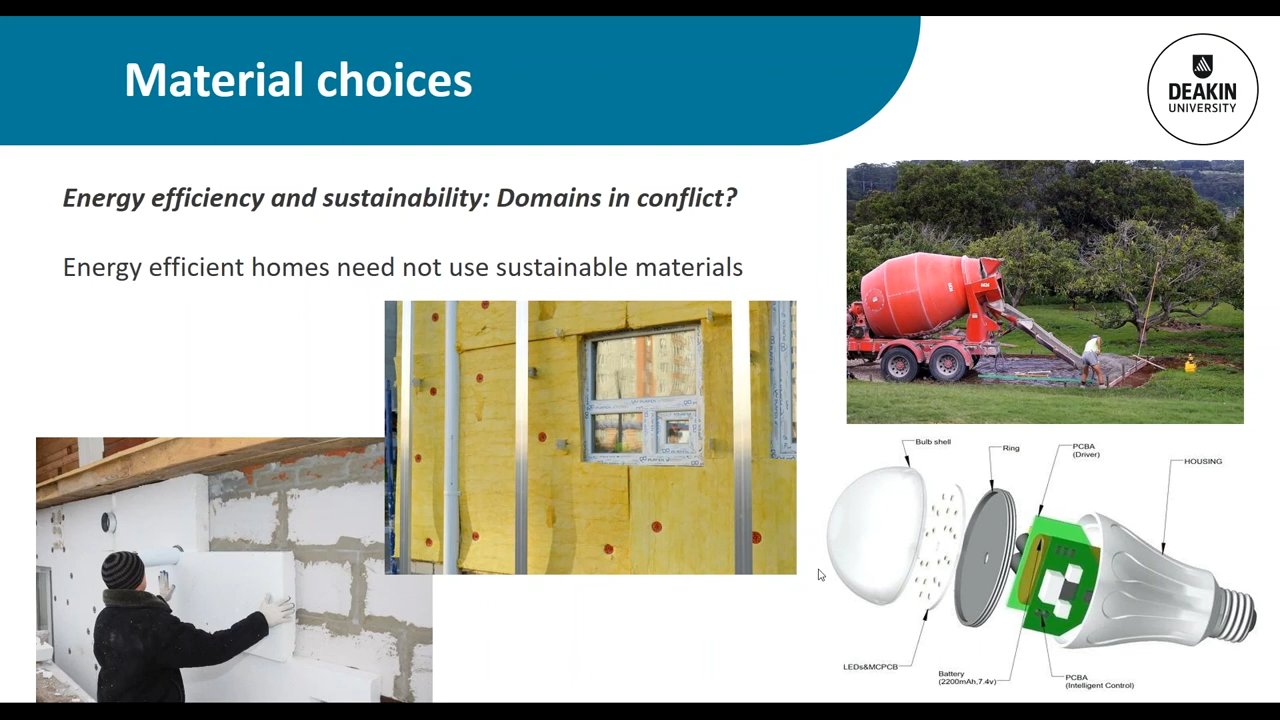 Material choices
DEAKIN
UNIVERSITY
Energy efficiency and sustainability: Domains in conflict?
Energy efficient homes need not use sustainable materials
Bulb shell
Ring
PCBA
(Driver)
HOUSING
LEDs&MCPCB
Battery
(2200mAh,7.4v)
PCBA
(Intelligent Control)